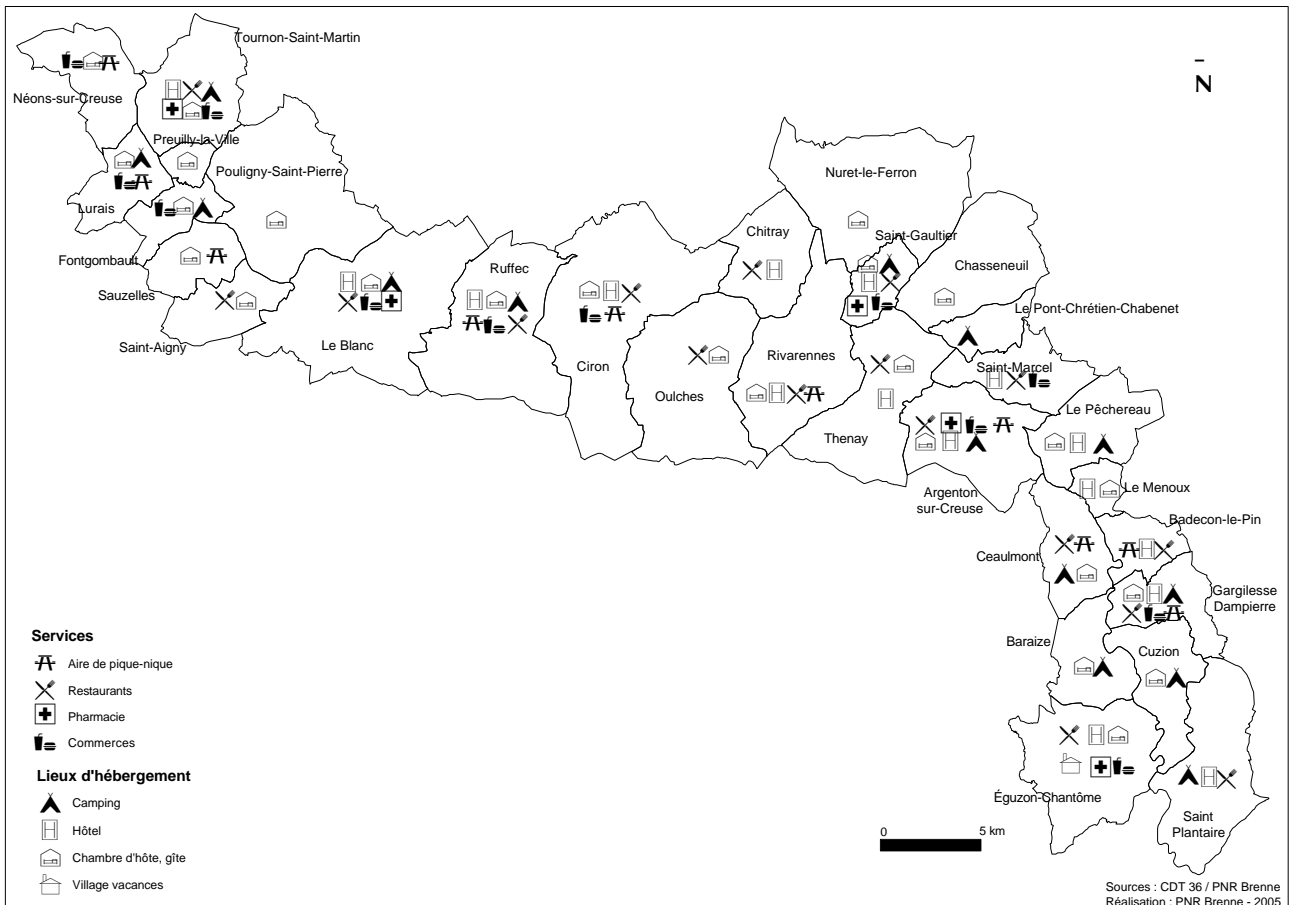 Tournon-Saint-Martin
N
Néons-sur-Creuse
Preuilly-la-Ville
Pouligny-Saint-Pierre
Nuret-le-Ferron
Lurais
Chitray
Saint-Gaultier
Fontgombault
Ruffec
Chasseneuil
Sauzelles
Le Pont-Chrétien-Chabenet
Saint-Aigny
Le Blanc
Ciron
Rivarennes
Saint-Marcel
Oulches
Le Pêchereau
Thenay
Argenton
sur-Creuse
Le Menoux
Badecon-le-Pin
Ceaulmont
Gargilesse
Dampierre
Baraize
Cuzion
Éguzon-Chantôme
Saint
Plantaire
Services
Aire de pique-nique
Restaurants
Pharmacie
Commerces
Lieux d'hébergement
Camping
Hôtel
Chambre d'hôte, gîte
Village vacances
0 5 km
Sources : CDT 36 / PNR Brenne
Réalisation : PNR Brenne - 2005